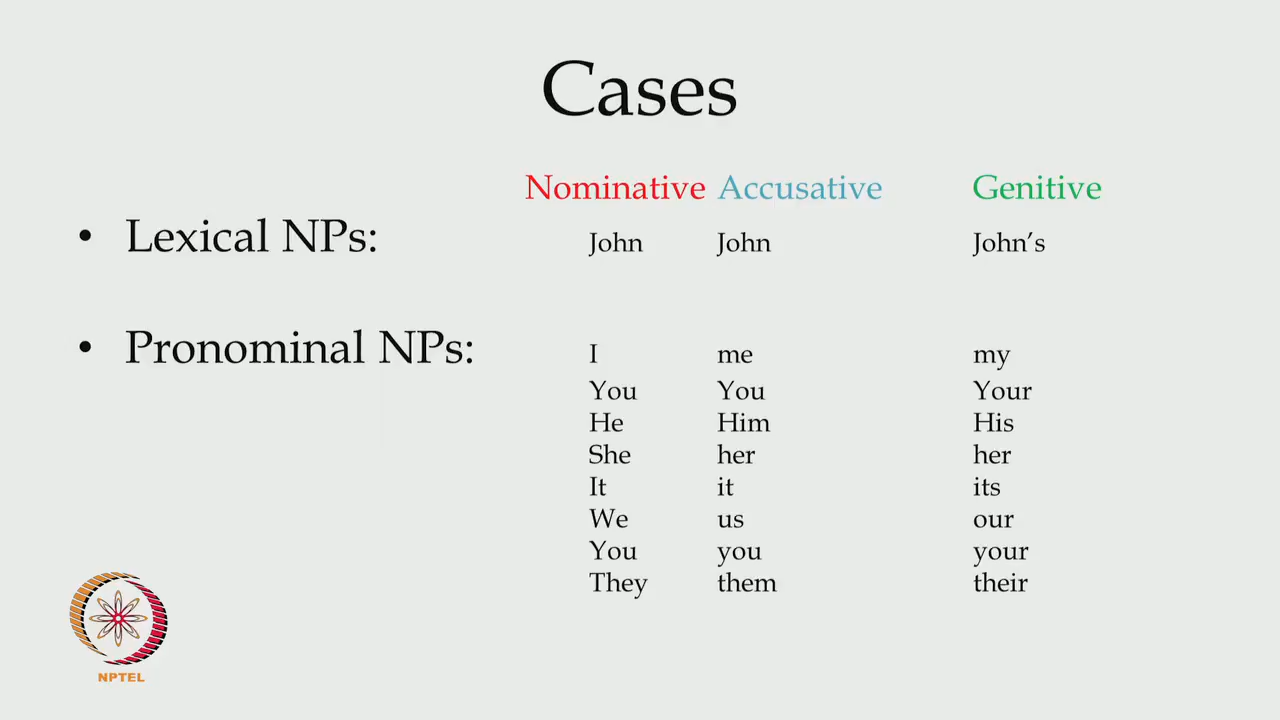 Cases
Nominative Accusative Genitive
• Lexical NPs: John John John’s
• Pronominal NPs: I me my
You You Your
He Him His
She her her
It it its
We us our
You you your
They them their
NPTEL